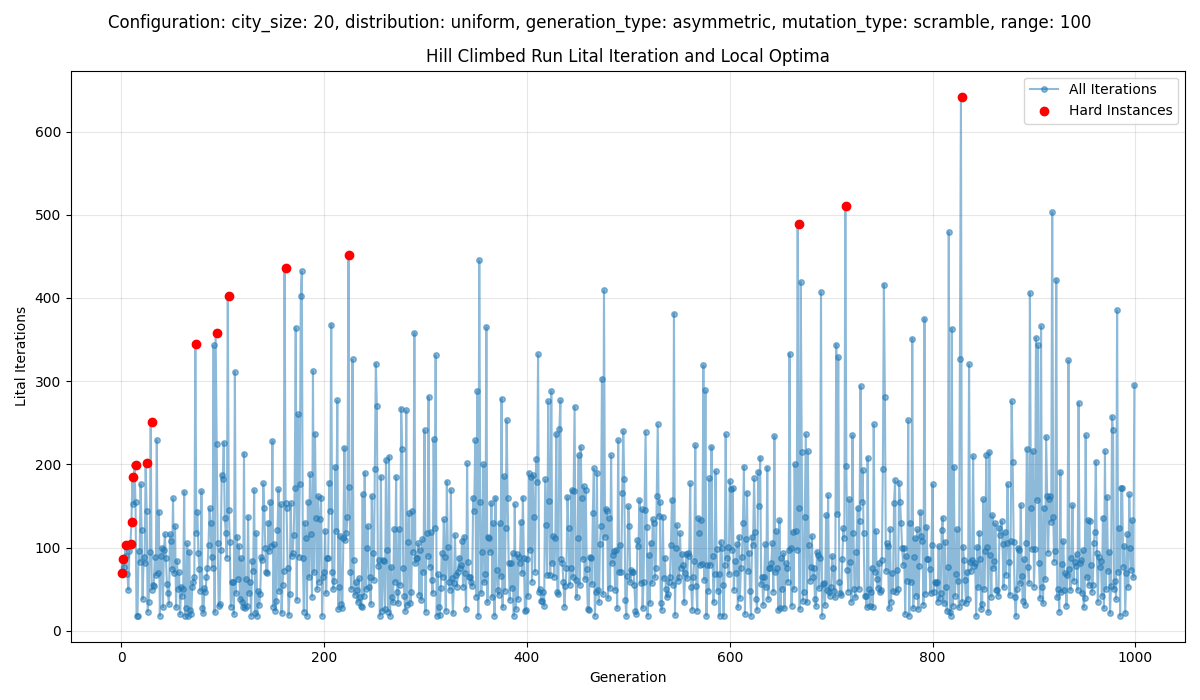 Configuration: city_size: 20, distribution: uniform, generation_type: asymmetric, mutation_type: scramble, range: 100
Hill Climbed Run Lital Iteration and Local Optima
All Iterations
Hard Instances
Lital Iterations
600
500
400
300
200
100
0
0 200 400 600 800 1000
Generation